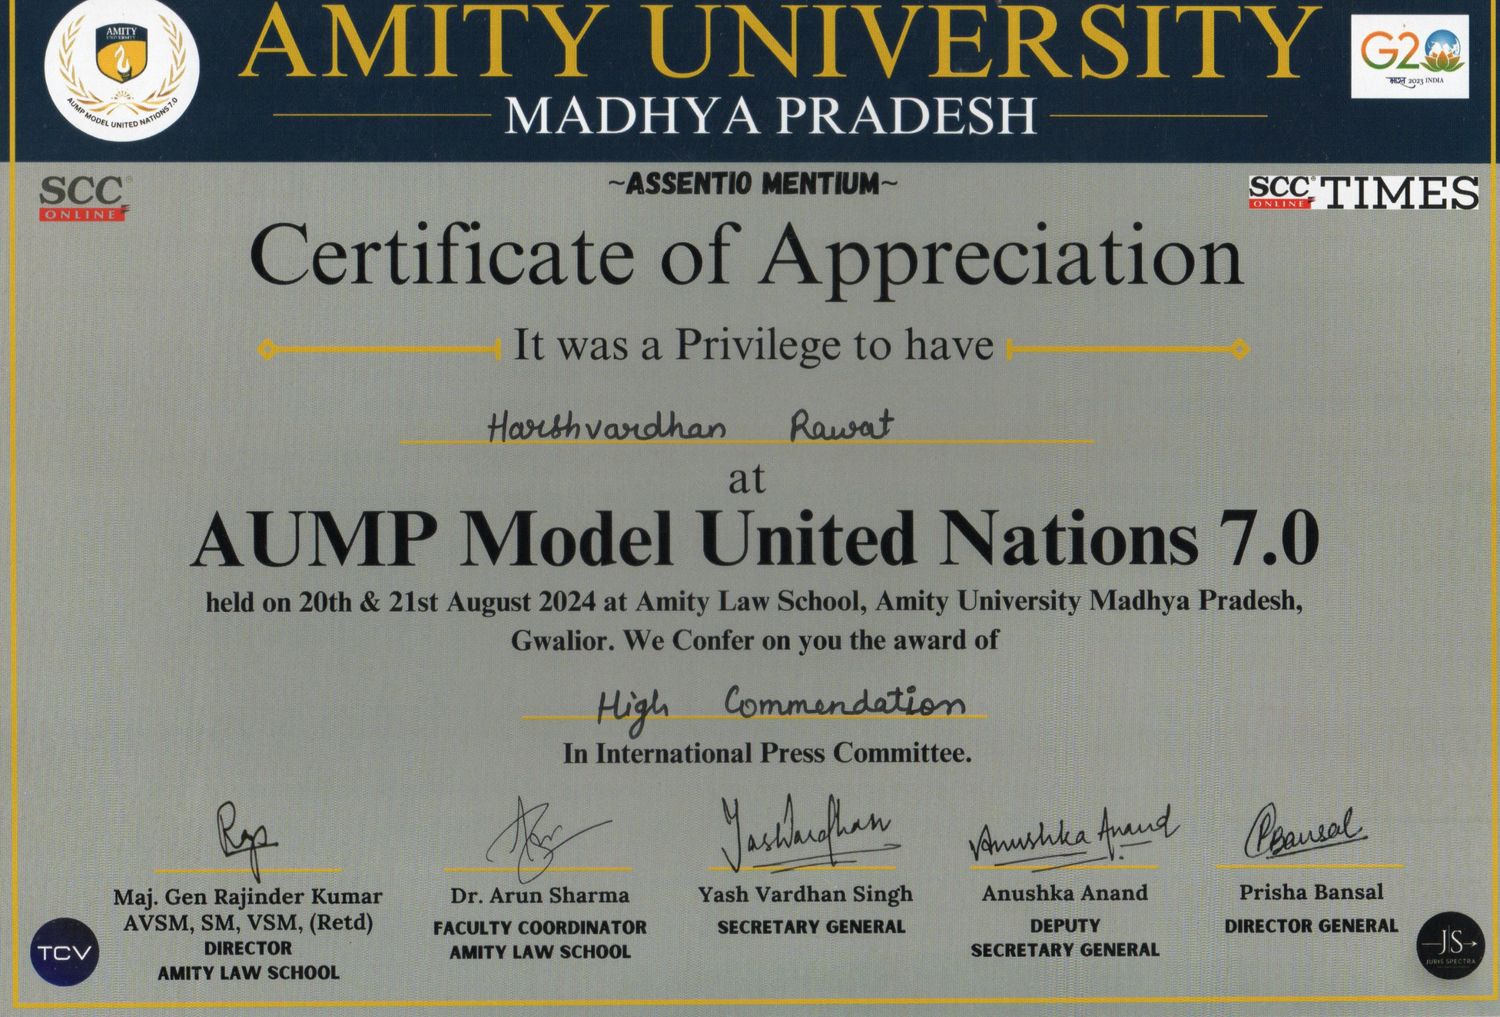 AMITY UNIVERSITY
MADHYA PRADESH
AMITY
UNIVERSITY
AUMP MODEL UNITED NATIONS 7.0
G20
भारत 2023 INDIA
SCC
ONLINE
~ASSENTIO MENTIUM~
SCC ONLINE TIMES
Certificate of Appreciation
It was a Privilege to have
Harshvardhan Rawat
at
AUMP Model United Nations 7.0
held on 20th & 21st August 2024 at Amity Law School, Amity University Madhya Pradesh,
Gwalior. We Confer on you the award of
High Commendation
In International Press Committee.
YashVardhan
Anushka Anand
PBansal
Maj. Gen Rajinder Kumar
AVSM, SM, VSM, (Retd)
DIRECTOR
AMITY LAW SCHOOL
Dr. Arun Sharma
FACULTY COORDINATOR
AMITY LAW SCHOOL
Yash Vardhan Singh
SECRETARY GENERAL
Anushka Anand
DEPUTY
SECRETARY GENERAL
Prisha Bansal
DIRECTOR GENERAL
TCV
JS
JURIS SPECTRA